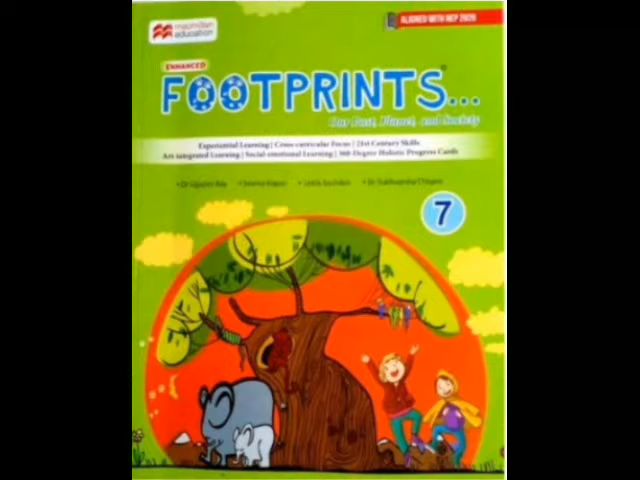 macmillan
education
ALIGNED WITH NEP 2020
ENHANCED
FOOTPRINTS...
Our Past, Planet, and Society
Experiential Learning | Cross-curricular Focus | 21st Century Skills
Art-integrated Learning | Social-emotional Learning | 360-Degree Holistic Progress Cards
7